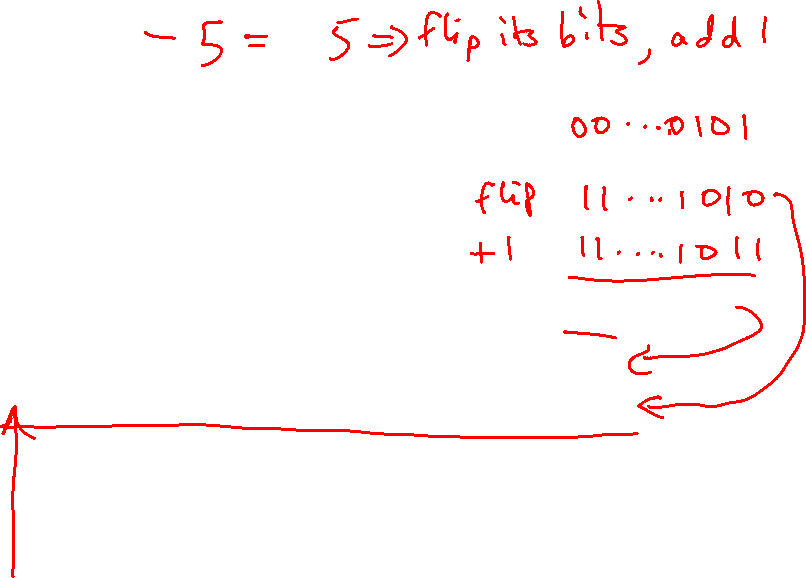 - 5 = 5 ⇒ flip its bits, add 1
00 ....0101
flip 11 ... 1010
+1 11 .... 1011